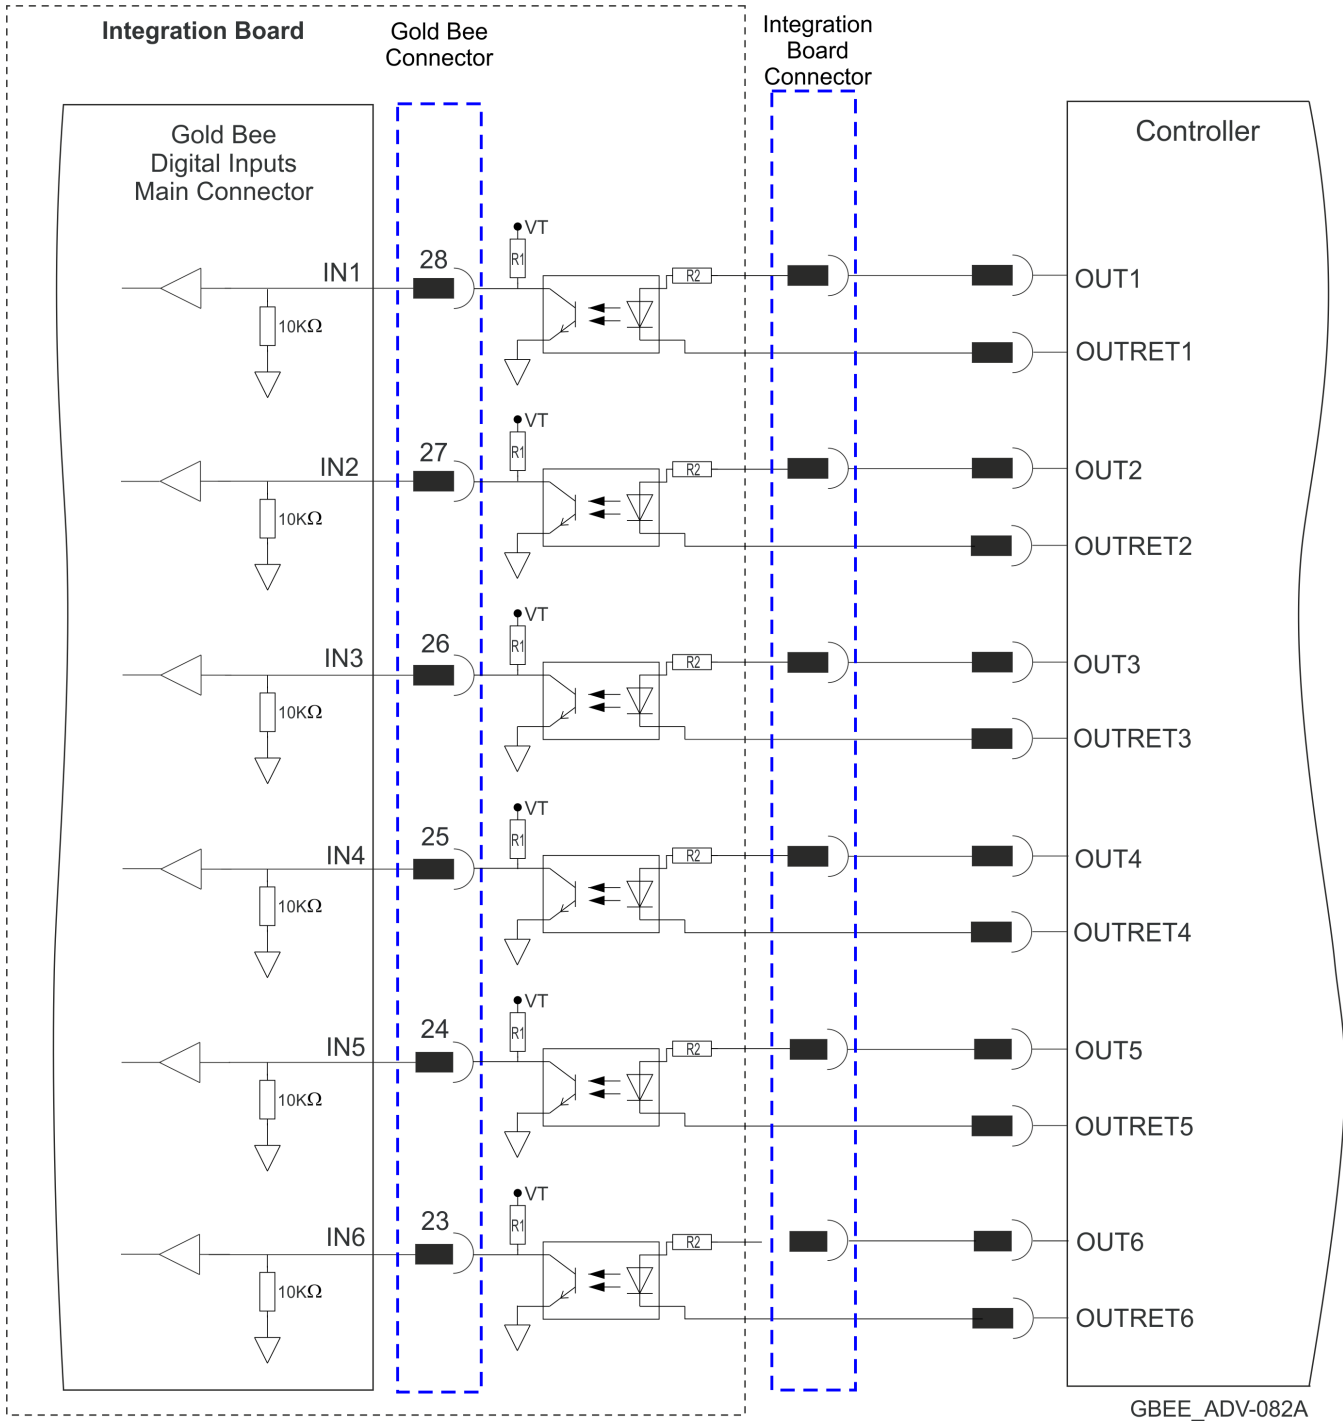 Integration Board
Gold Bee
Connector
Integration
Board
Connector
Gold Bee
Digital Inputs
Main Connector
Controller
VT
R1
IN1
28
R2
OUT1
10KΩ
OUTRET1
VT
R1
IN2
27
R2
OUT2
10KΩ
OUTRET2
VT
R1
IN3
26
R2
OUT3
10KΩ
OUTRET3
VT
R1
IN4
25
R2
OUT4
10KΩ
OUTRET4
VT
R1
IN5
24
R2
OUT5
10KΩ
OUTRET5
VT
R1
IN6
23
R2
OUT6
10KΩ
OUTRET6
GBEE_ADV-082A